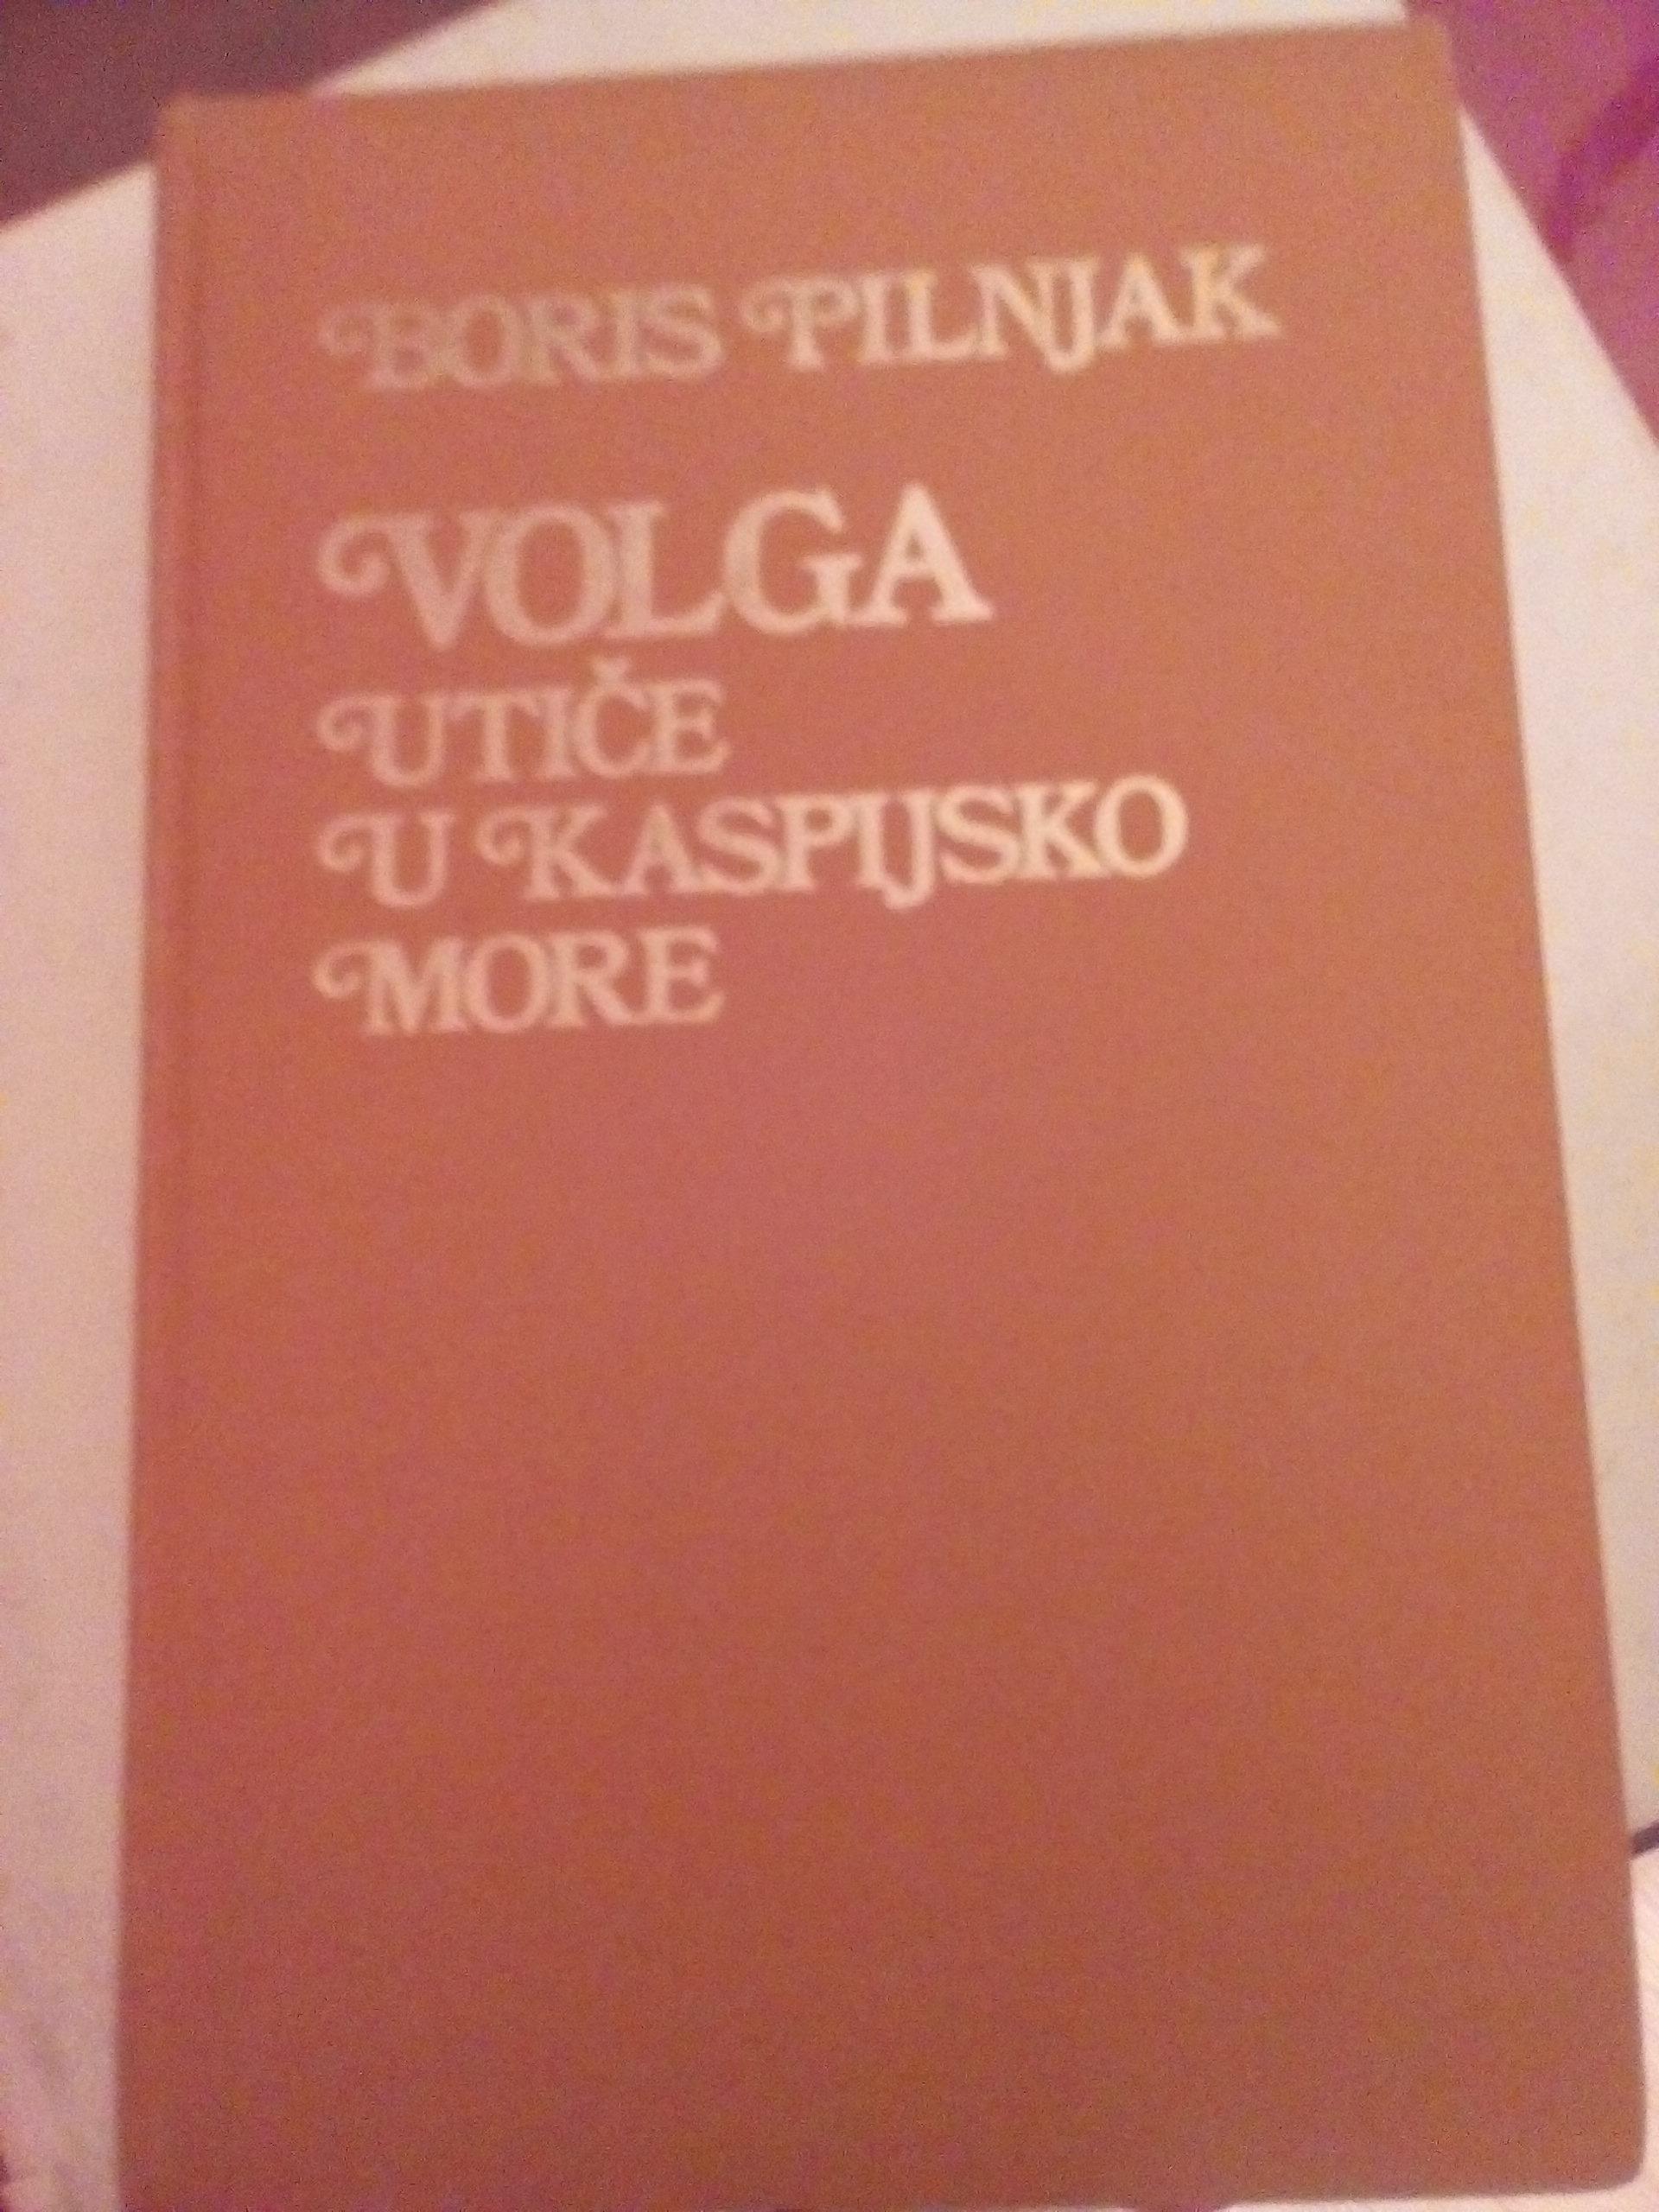 BORIS PILNJAK
VOLGA
UTIČE
U KASPIJSKO
MORE